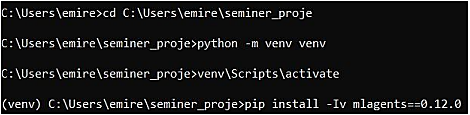 C:\Users\emire>cd C:\Users\emire\seminer_proje
C:\Users\emire\seminer_proje>python -m venv venv
C:\Users\emire\seminer_proje>venv\Scripts\activate
(venv) C:\Users\emire\seminer_proje>pip install -Iv mlagents==0.12.0